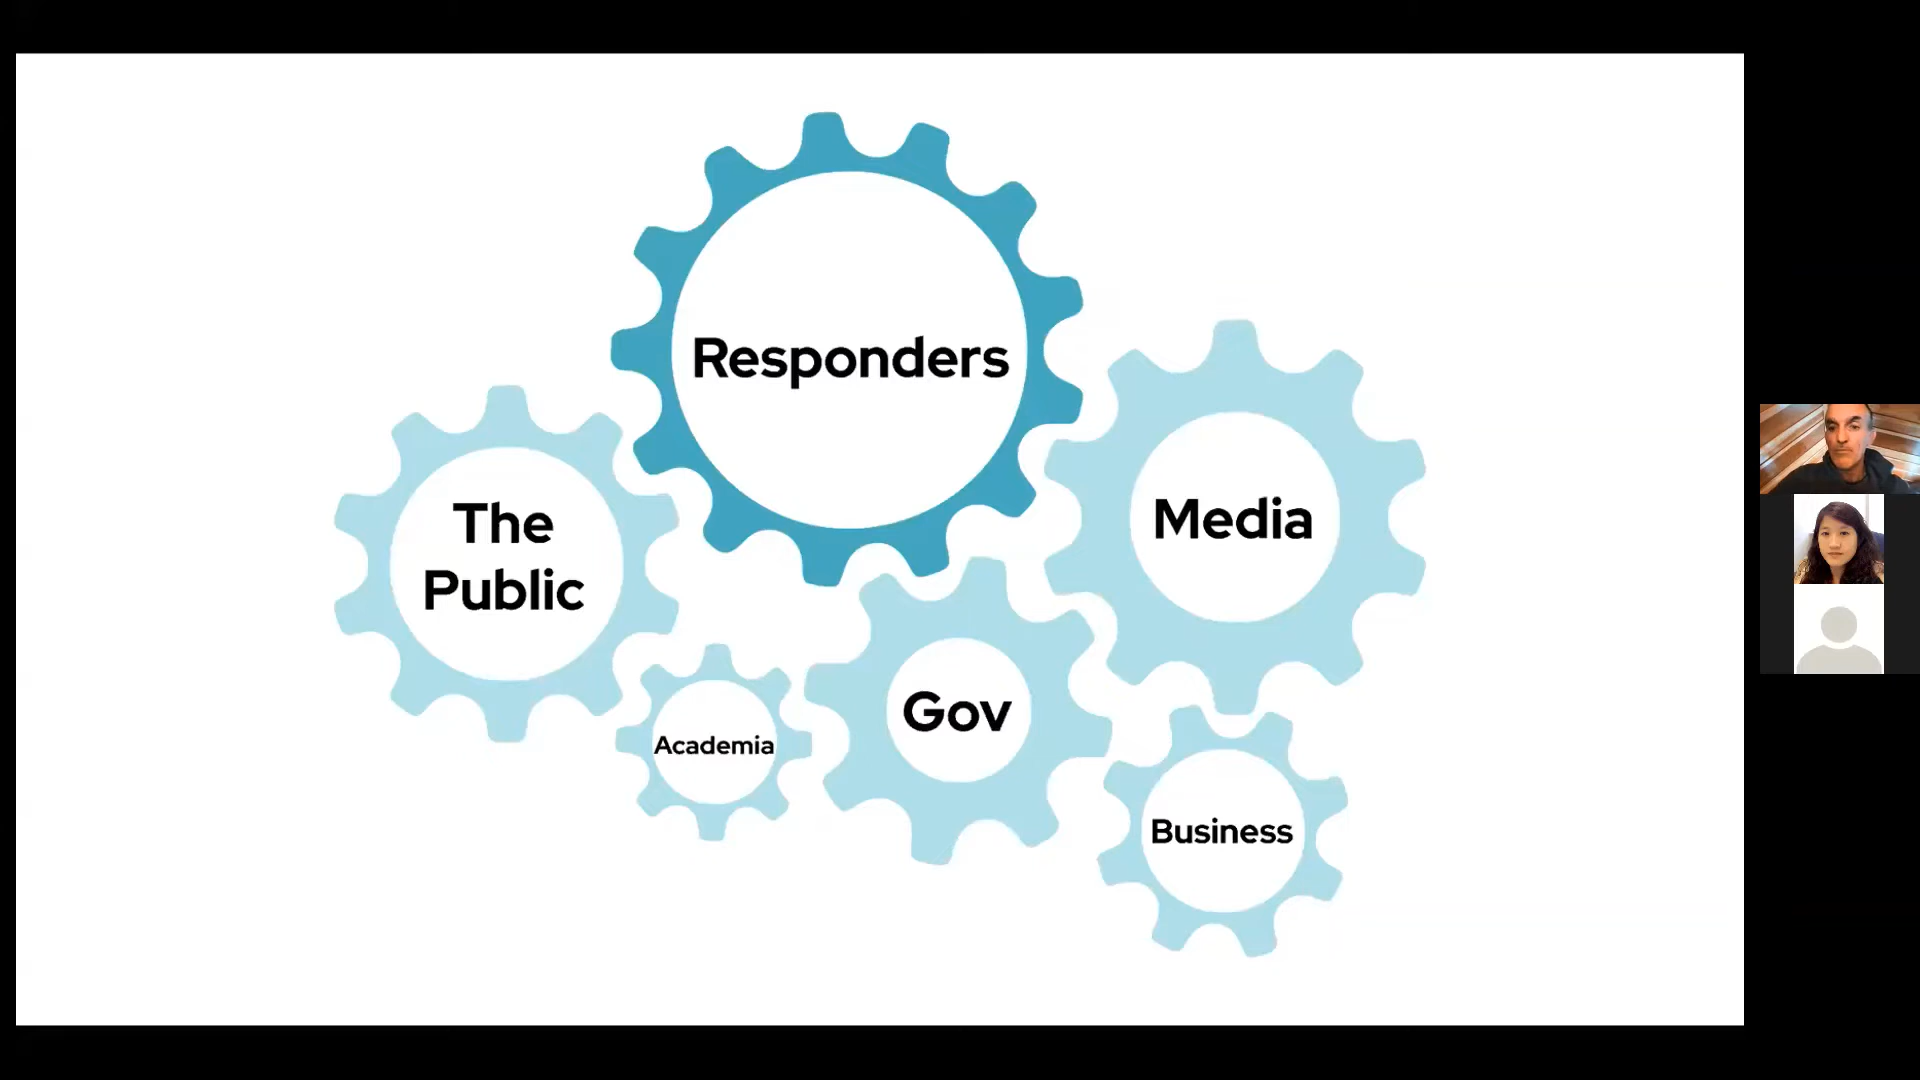 Responders
The
Public
Media
Gov
Academia
Business